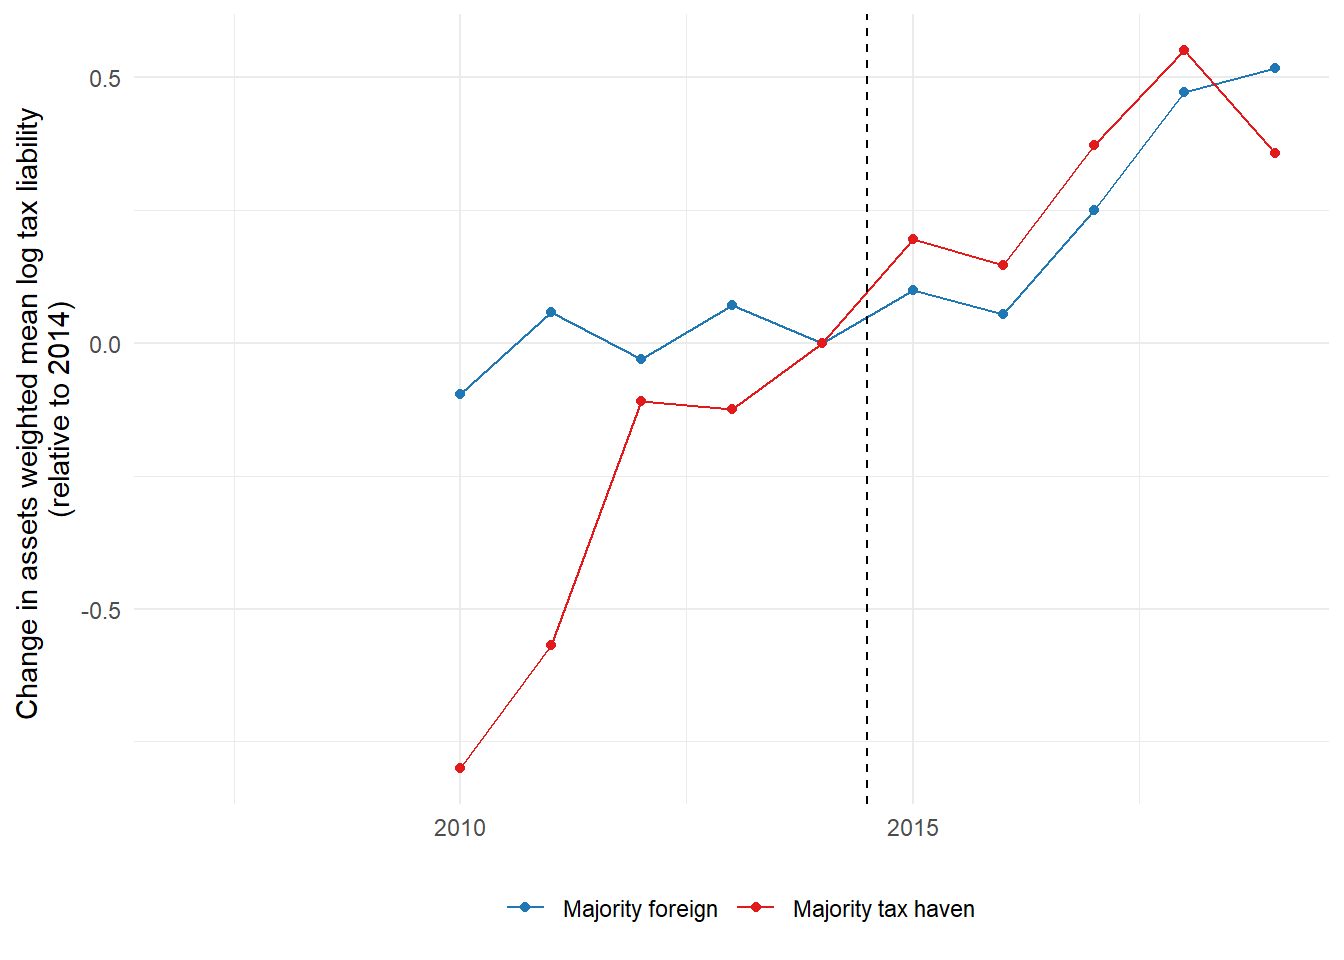 Change in assets weighted mean log tax liability
(relative to 2014)
0.5
0.0
-0.5
2010
2015
Majority foreign
Majority tax haven